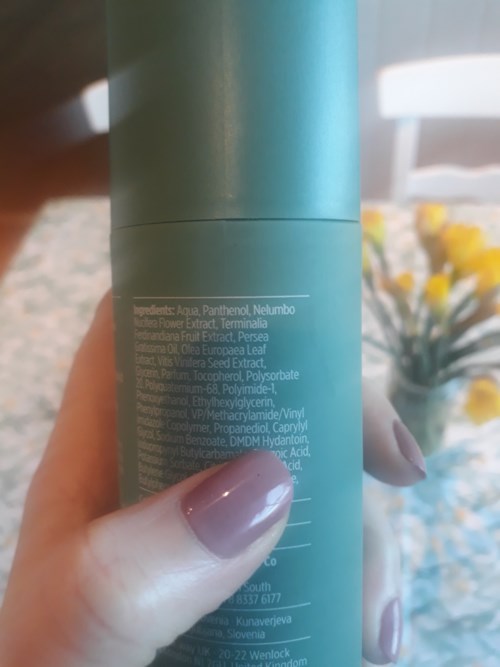 Ingredients: Aqua, Panthenol, Nelumbo
Nucifera Flower Extract, Terminalia
Ferdinandiana Fruit Extract, Persea
Gratissima Oil, Olea Europaea Leaf
Extract, Vitis Vinifera Seed Extract,
Glycerin, Parfum, Tocopherol, Polysorbate
20, Polyquaternium-68, Polyimide-1,
Phenoxyethanol, Ethylhexylglycerin,
Phenylpropanol, VP/Methacrylamide/Vinyl
Imidazole Copolymer, Propanediol, Caprylyl
Glycol, Sodium Benzoate, DMDM Hydantoin,
Butylcarbamate
Acid,
Co
South
8337 6177
Kunaverjeva
Slovenia
UK 20-22 Wenlock
United Kingdom